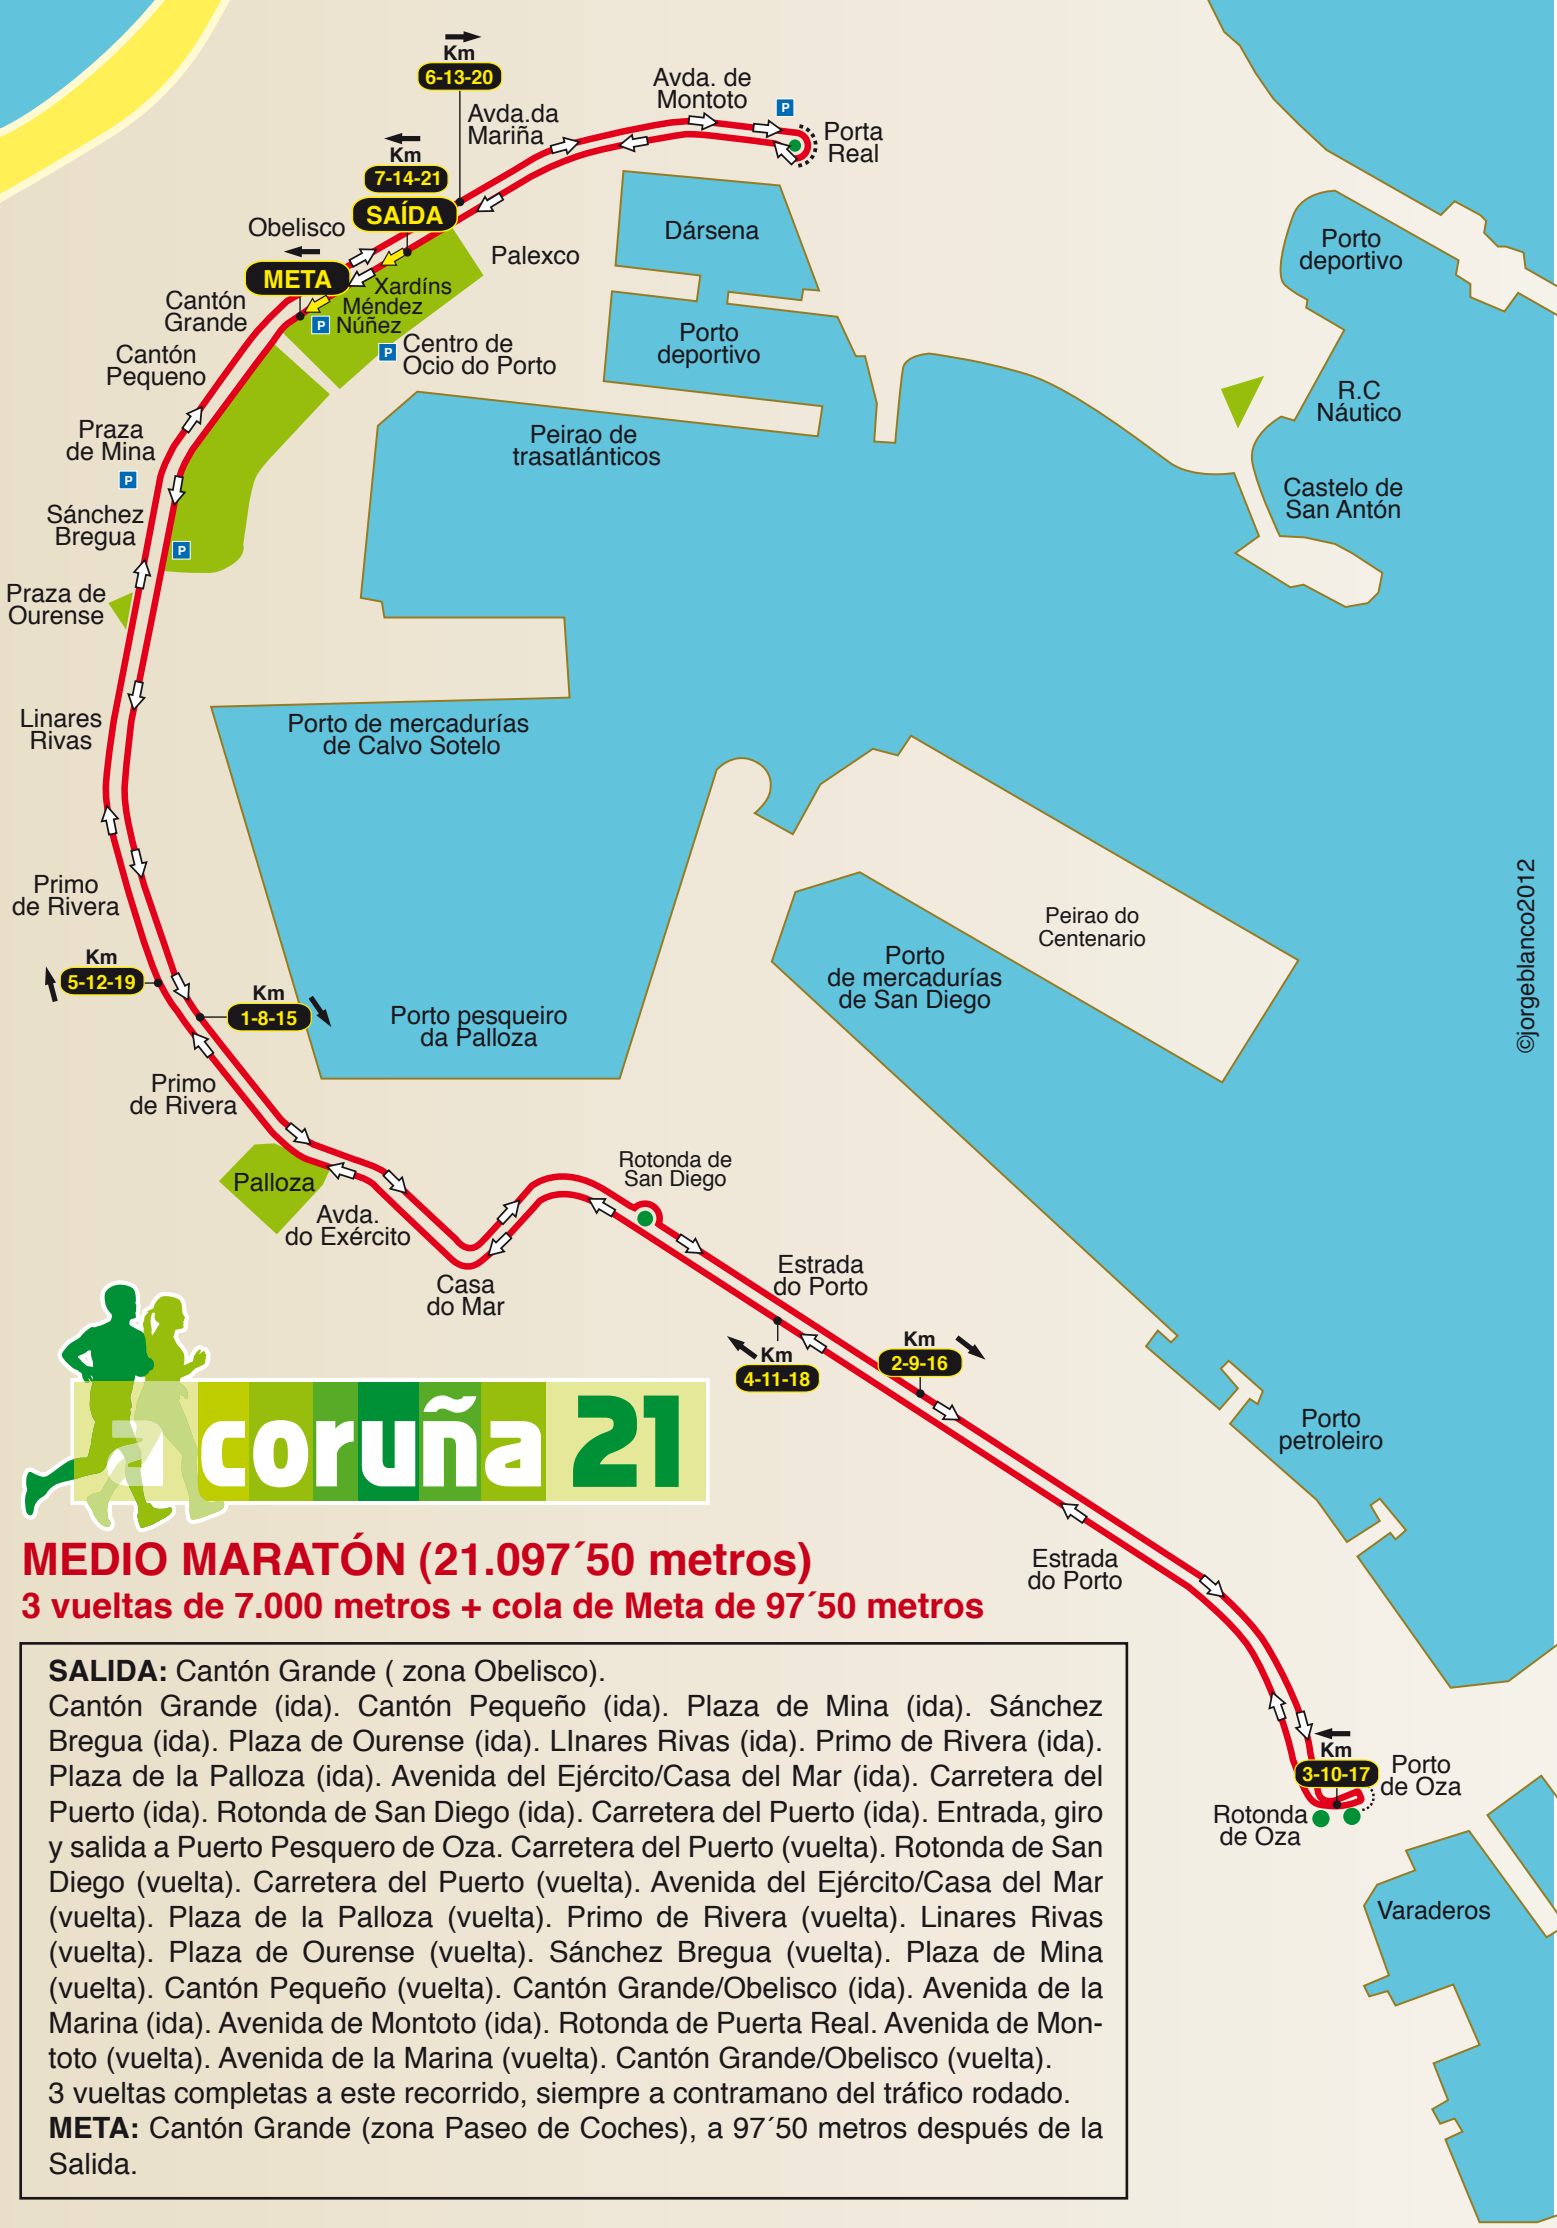 Km
6-13-20
Avda.da
Mariña
Avda. de
Montoto
P
Porta
Real
Km
7-14-21
SAÍDA
Obelisco
META
Palexco
Dársena
Porto
deportivo
Xardíns
Méndez
Núñez
P
Cantón
Grande
P
Centro de
Ocio do Porto
Porto
deportivo
Cantón
Pequeno
R.C
Náutico
Praza
de Mina
P
Peirao de
trasatlánticos
Castelo de
San Antón
Sánchez
Bregua
P
Praza de
Ourense
Linares
Rivas
Porto de mercadurías
de Calvo Sotelo
Primo
de Rivera
Peirao do
Centenario
©jorgeblanco2012
Km
5-12-19
Km
1-8-15
Porto pesqueiro
da Palloza
Porto
de mercadurías
de San Diego
Primo
de Rivera
Palloza
Avda.
do Exército
Rotonda de
San Diego
Casa
do Mar
Estrada
do Porto
Km
4-11-18
Km
2-9-16
Porto
petroleiro
a coruña 21
Estrada
do Porto
MEDIO MARATÓN (21.097´50 metros)
3 vueltas de 7.000 metros + cola de Meta de 97´50 metros
Km
3-10-17
Porto
de Oza
Rotonda
de Oza
Varaderos
SALIDA: Cantón Grande ( zona Obelisco).
Cantón Grande (ida). Cantón Pequeño (ida). Plaza de Mina (ida). Sánchez
Bregua (ida). Plaza de Ourense (ida). LInares Rivas (ida). Primo de Rivera (ida).
Plaza de la Palloza (ida). Avenida del Ejército/Casa del Mar (ida). Carretera del
Puerto (ida). Rotonda de San Diego (ida). Carretera del Puerto (ida). Entrada, giro
y salida a Puerto Pesquero de Oza. Carretera del Puerto (vuelta). Rotonda de San
Diego (vuelta). Carretera del Puerto (vuelta). Avenida del Ejército/Casa del Mar
(vuelta). Plaza de la Palloza (vuelta). Primo de Rivera (vuelta). Linares Rivas
(vuelta). Plaza de Ourense (vuelta). Sánchez Bregua (vuelta). Plaza de Mina
(vuelta). Cantón Pequeño (vuelta). Cantón Grande/Obelisco (ida). Avenida de la
Marina (ida). Avenida de Montoto (ida). Rotonda de Puerta Real. Avenida de Mon-
toto (vuelta). Avenida de la Marina (vuelta). Cantón Grande/Obelisco (vuelta).
3 vueltas completas a este recorrido, siempre a contramano del tráfico rodado.
META: Cantón Grande (zona Paseo de Coches), a 97´50 metros después de la
Salida.